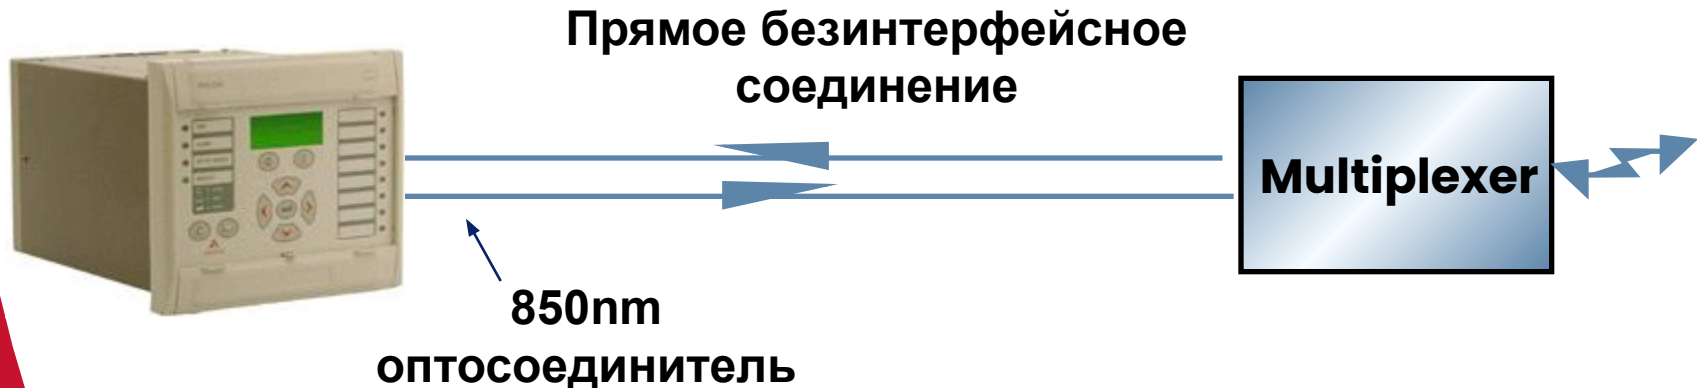 Прямое безинтерфейсное
соединение
Multiplexer
850nm
оптосоединитель